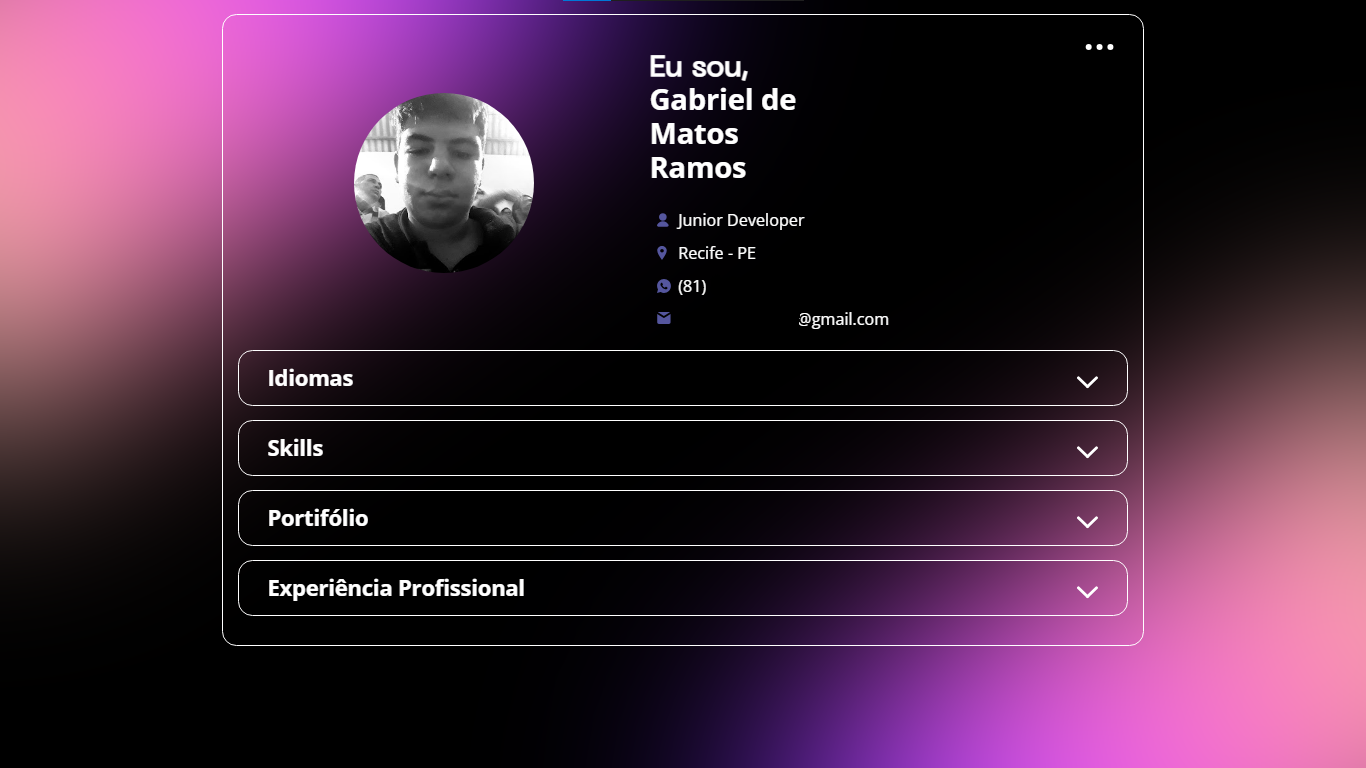 Eu sou,
Gabriel de
Matos
Ramos
Junior Developer
Recife - PE
(81)
@gmail.com
Idiomas
Skills
Portifólio
Experiência Profissional